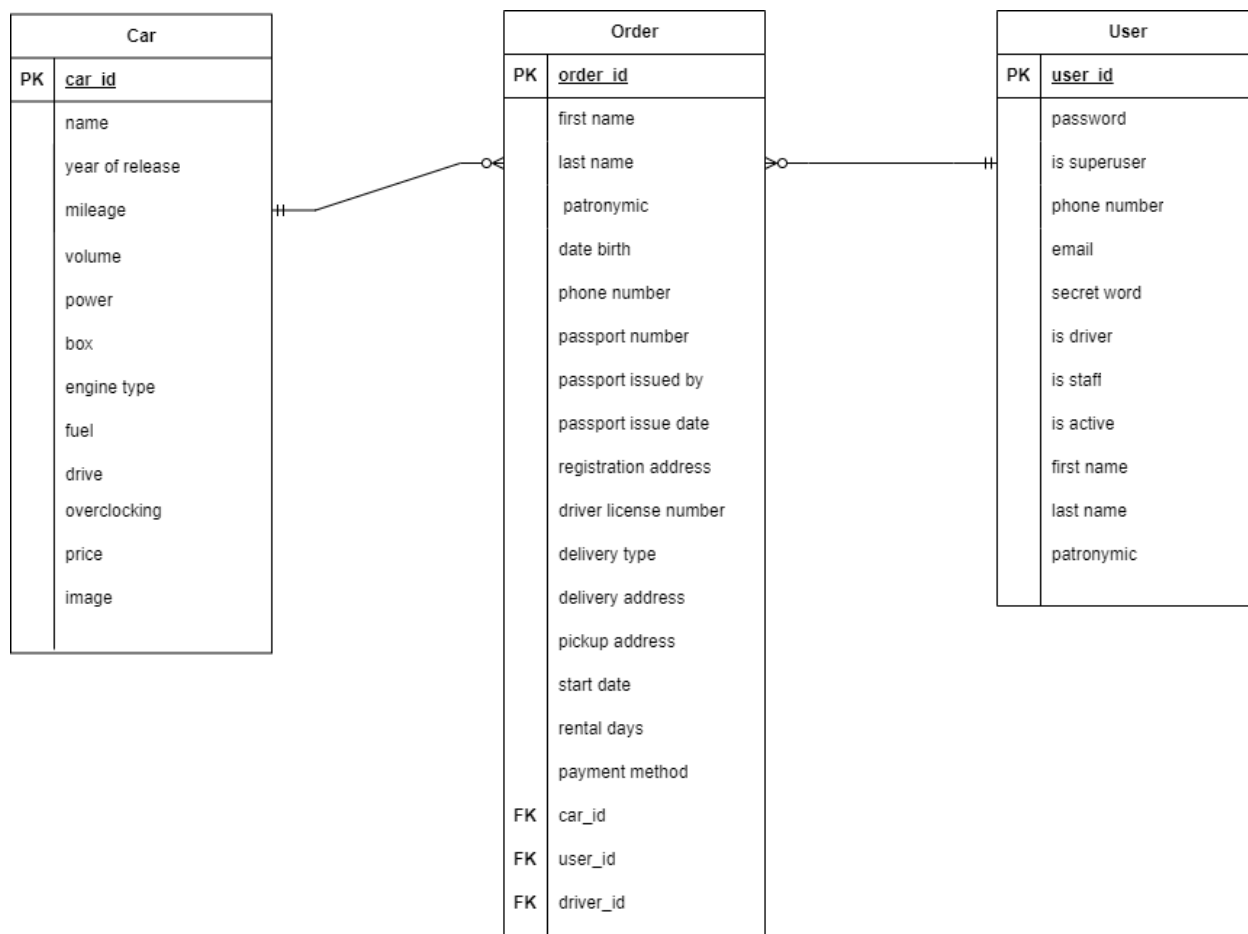 Car
PK car_id
name
year of release
mileage
volume
power
box
engine type
fuel
drive
overclocking
price
image
Order
PK order_id
first name
last name
patronymic
date birth
phone number
passport number
passport issued by
passport issue date
registration address
driver license number
delivery type
delivery address
pickup address
start date
rental days
payment method
FK car_id
FK user_id
FK driver_id
User
PK user_id
password
is superuser
phone number
email
secret word
is driver
is staff
is active
first name
last name
patronymic